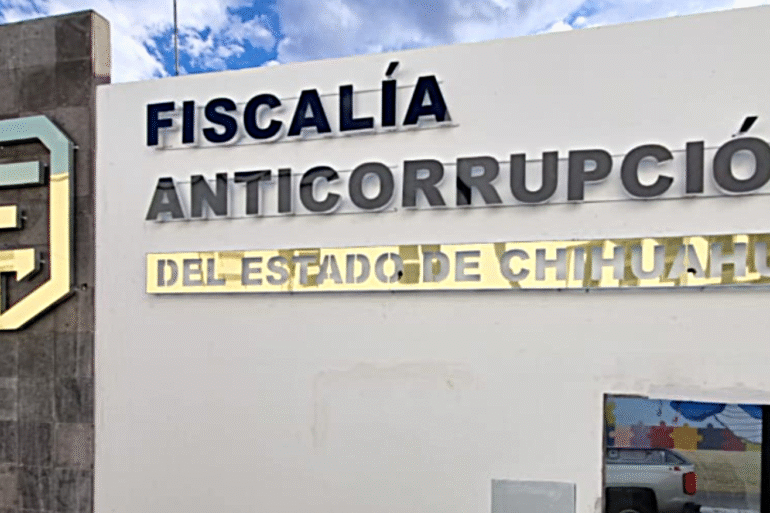 FISCALÍA
ANTICORRUPCIÓ
DEL ESTADO DE CHIHUAHU